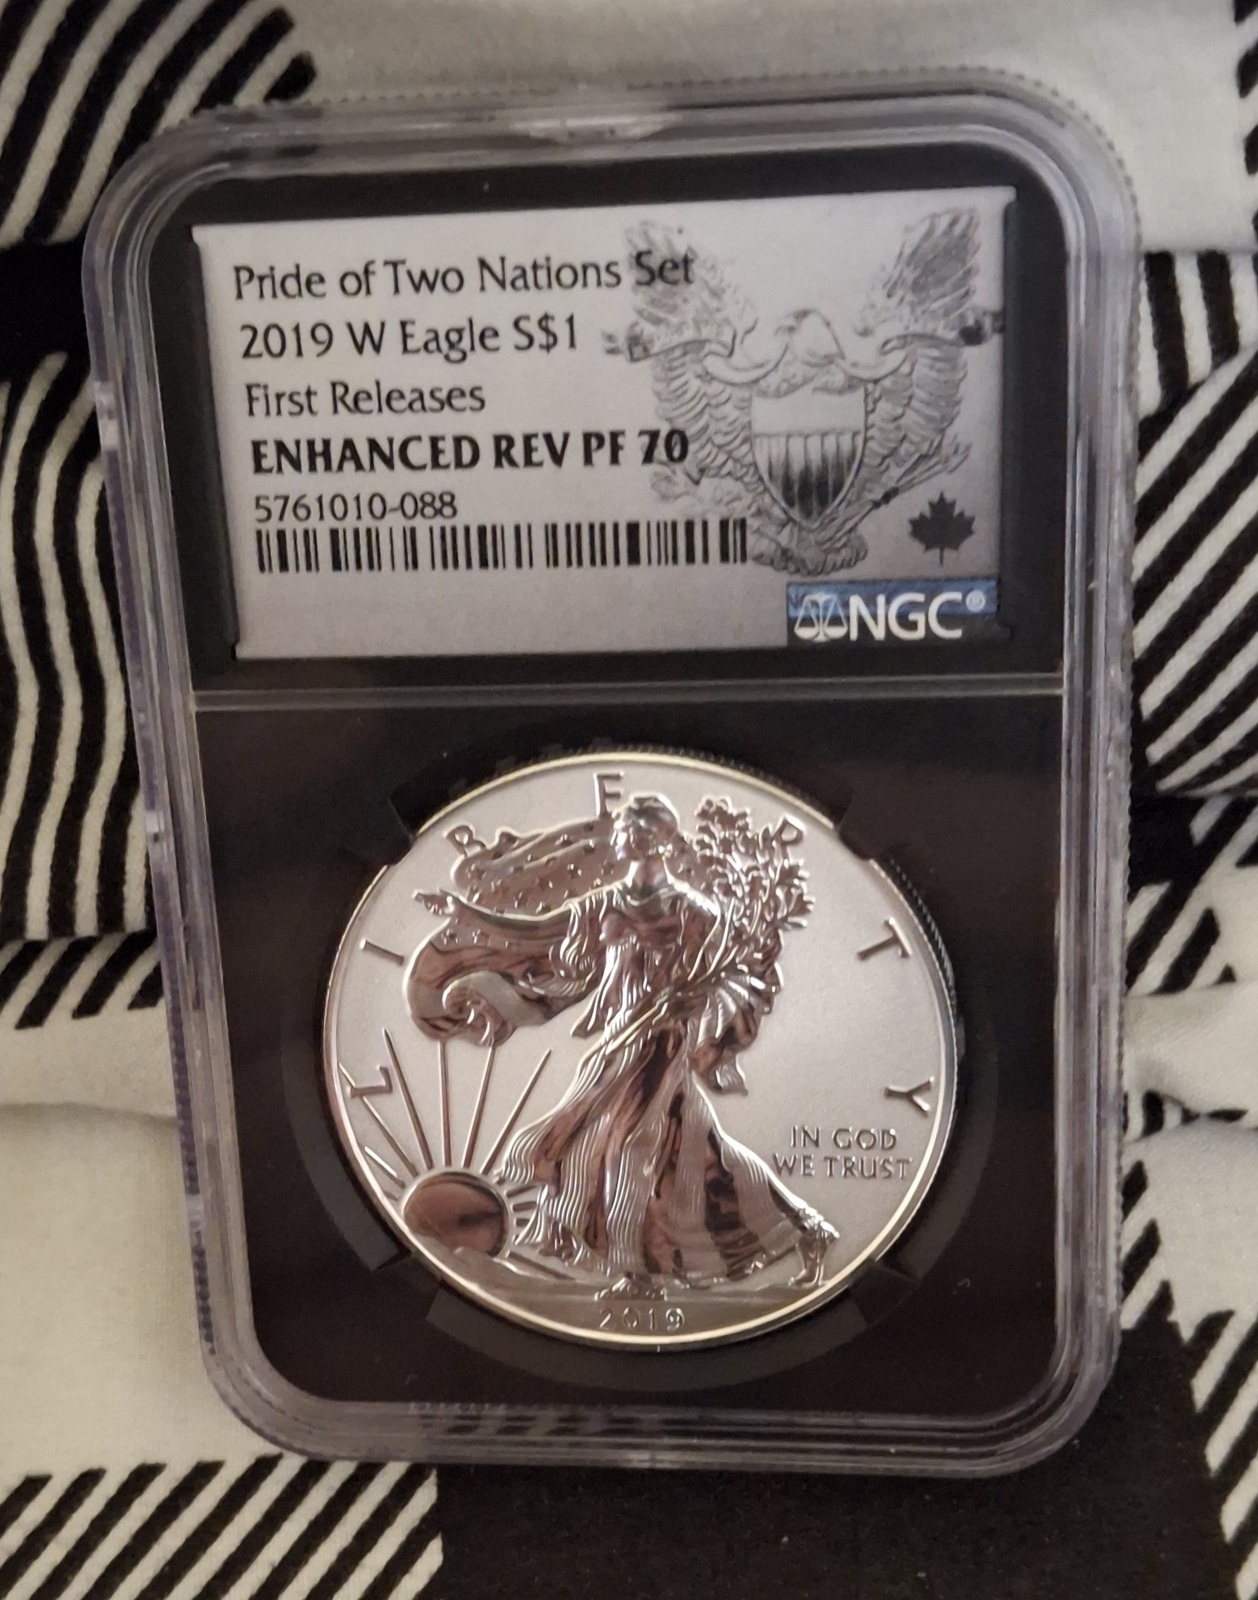 Pride of Two Nations Set
2019 W Eagle S$1
First Releases
ENHANCED REV PF 70
5761010-088
NGC®
LIBERTY
IN GOD
WE TRUST
2019